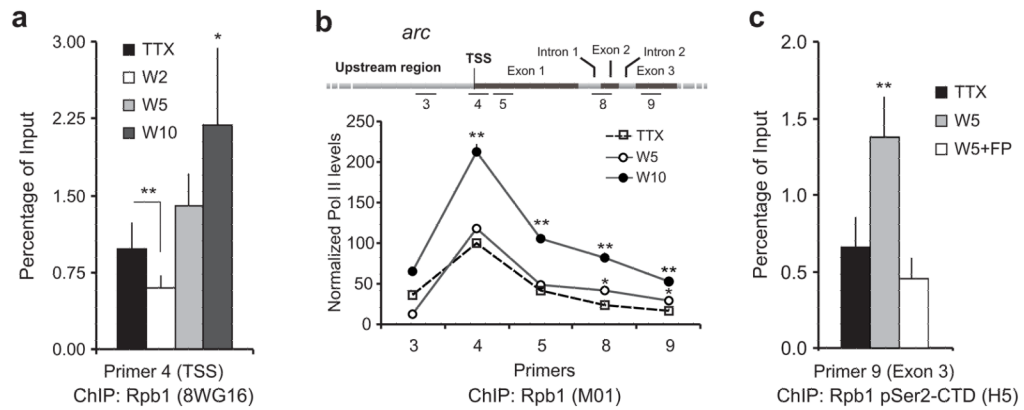 a
Percentage of Input
3.00
2.25
1.50
0.75
0.00
TTX
W2
W5
W10
*
**
Primer 4 (TSS)
ChIP: Rpb1 (8WG16)
b
arc
Upstream region
TSS
Exon 1
Intron 1
Exon 2
Intron 2
Exon 3
3
4
5
8
9
Normalized Pol II levels
250
200
150
100
50
0
TTX
W5
W10
**
**
**
*
**
*
3 4 5 8 9
Primers
ChIP: Rpb1 (M01)
c
Percentage of Input
2.0
1.5
1.0
0.5
0.0
**
TTX
W5
W5+FP
Primer 9 (Exon 3)
ChIP: Rpb1 pSer2-CTD (H5)